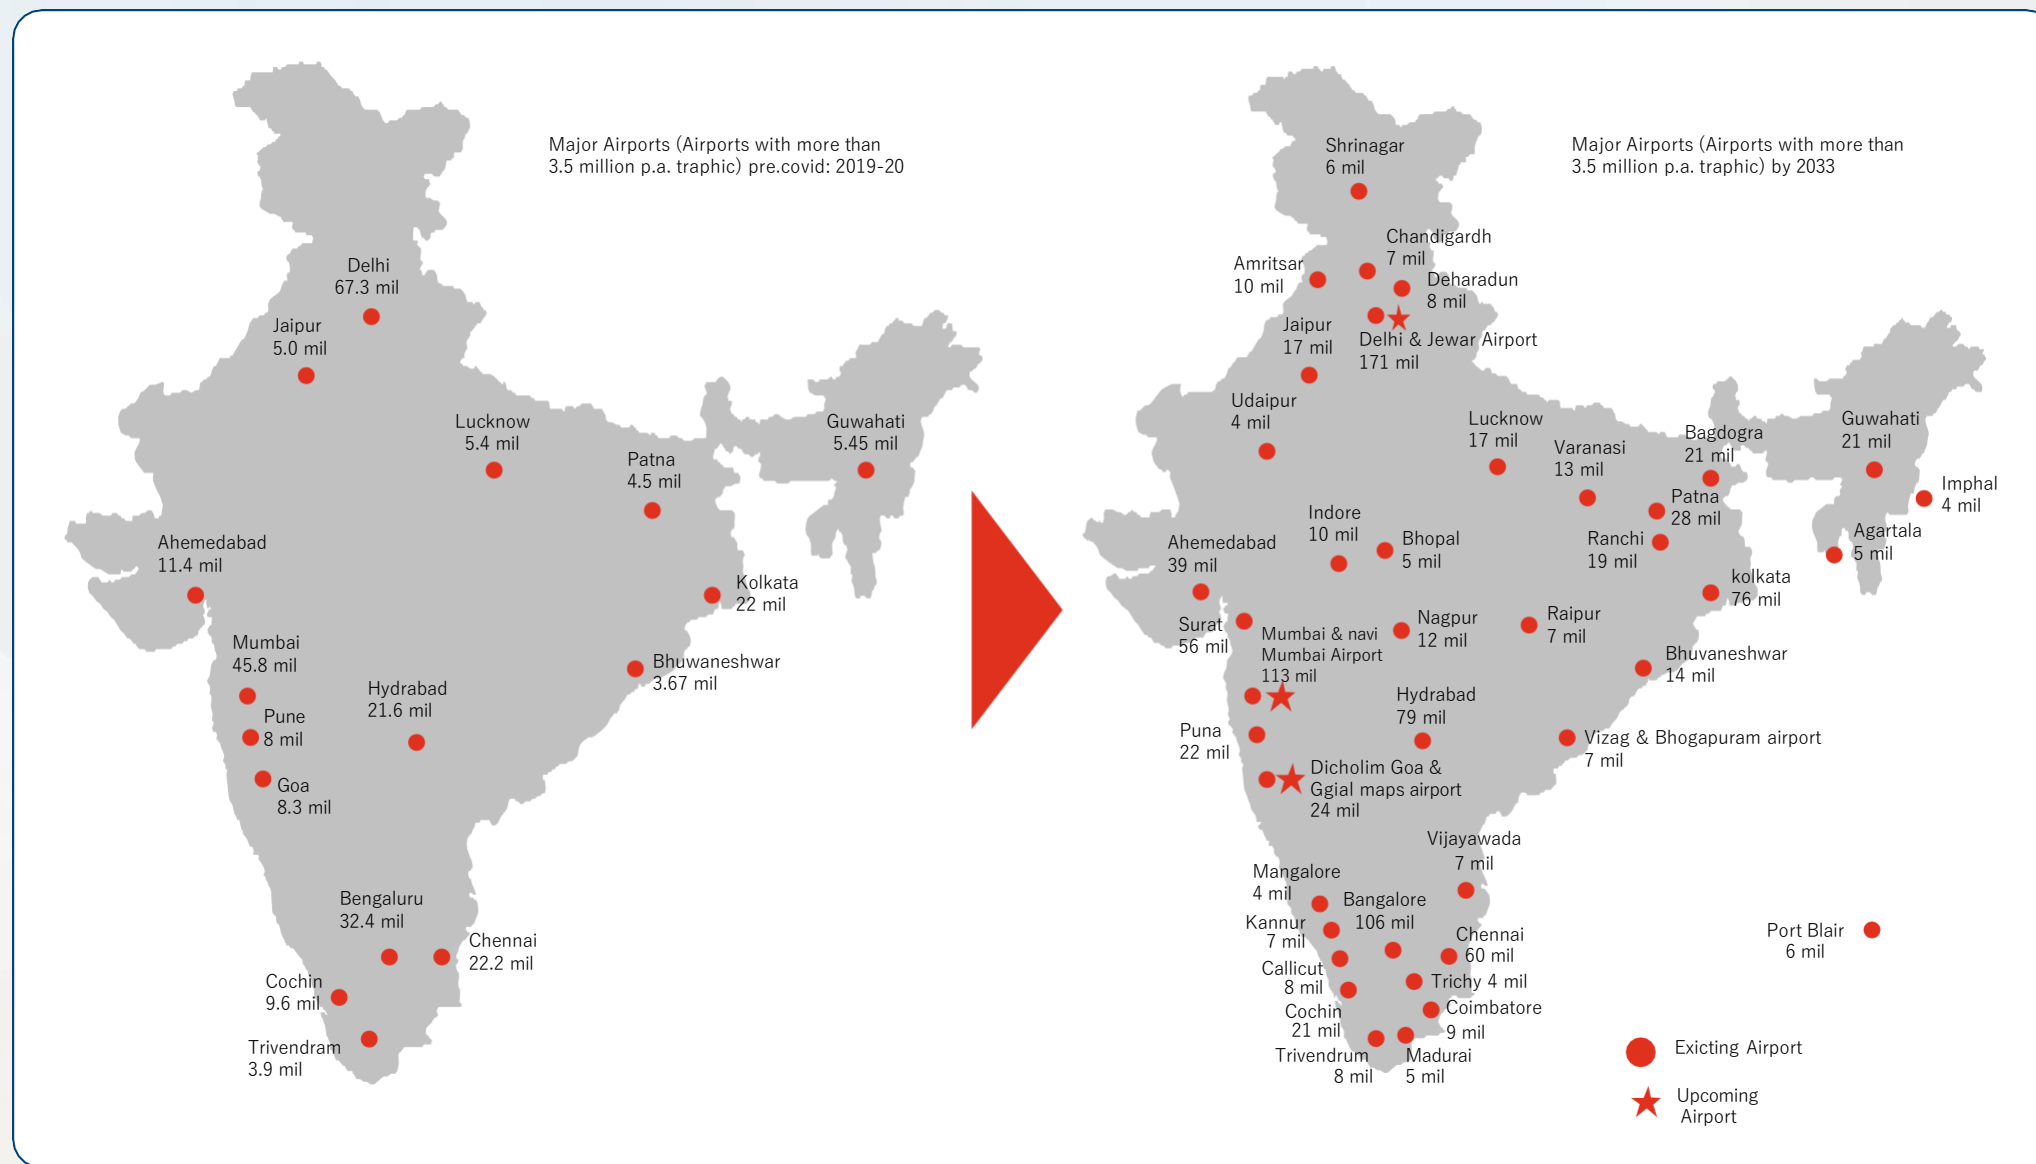 Major Airports (Airports with more than
3.5 million p.a. traphic) pre.covid: 2019-20
Delhi
67.3 mil
Jaipur
5.0 mil
Lucknow
5.4 mil
Guwahati
5.45 mil
Patna
4.5 mil
Ahemedabad
11.4 mil
Kolkata
22 mil
Mumbai
45.8 mil
Bhuwaneshwar
3.67 mil
Hydrabad
21.6 mil
Pune
8 mil
Goa
8.3 mil
Bengaluru
32.4 mil
Chennai
22.2 mil
Cochin
9.6 mil
Trivendram
3.9 mil
Major Airports (Airports with more than
3.5 million p.a. traphic) by 2033
Shrinagar
6 mil
Chandigardh
7 mil
Amritsar
10 mil
Deharadun
8 mil
Jaipur
17 mil
Delhi & Jewar Airport
171 mil
Udaipur
4 mil
Lucknow
17 mil
Varanasi
13 mil
Bagdogra
21 mil
Guwahati
21 mil
Imphal
4 mil
Patna
28 mil
Indore
10 mil
Bhopal
5 mil
Ranchi
19 mil
Agartala
5 mil
Ahemedabad
39 mil
kolkata
76 mil
Surat
56 mil
Nagpur
12 mil
Raipur
7 mil
Mumbai & navi
Mumbai Airport
113 mil
Bhuvaneshwar
14 mil
Hydrabad
79 mil
Puna
22 mil
Vizag & Bhogapuram airport
7 mil
Dicholim Goa &
Ggial maps airport
24 mil
Vijayawada
7 mil
Mangalore
4 mil
Bangalore
106 mil
Kannur
7 mil
Chennai
60 mil
Port Blair
6 mil
Callicut
8 mil
Trichy 4 mil
Cochin
21 mil
Coimbatore
9 mil
Trivendrum
8 mil
Madurai
5 mil
Exicting Airport
Upcoming
Airport